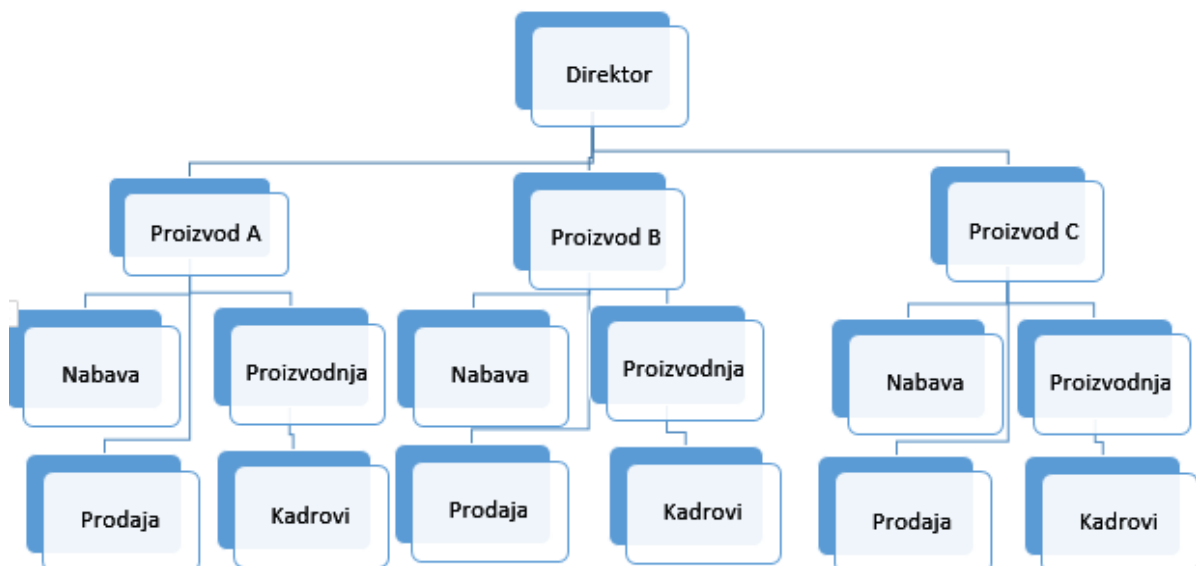 Direktor
Proizvod A
Proizvod B
Proizvod C
Nabava
Proizvodnja
Nabava
Proizvodnja
Nabava
Proizvodnja
Prodaja
Kadrovi
Prodaja
Kadrovi
Prodaja
Kadrovi